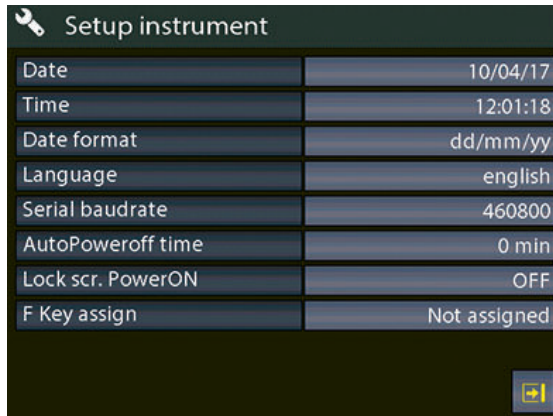 Setup instrument
Date 10/04/17
Time 12:01:18
Date format dd/mm/yy
Language english
Serial baudrate 460800
AutoPoweroff time 0 min
Lock scr. PowerON OFF
F Key assign Not assigned